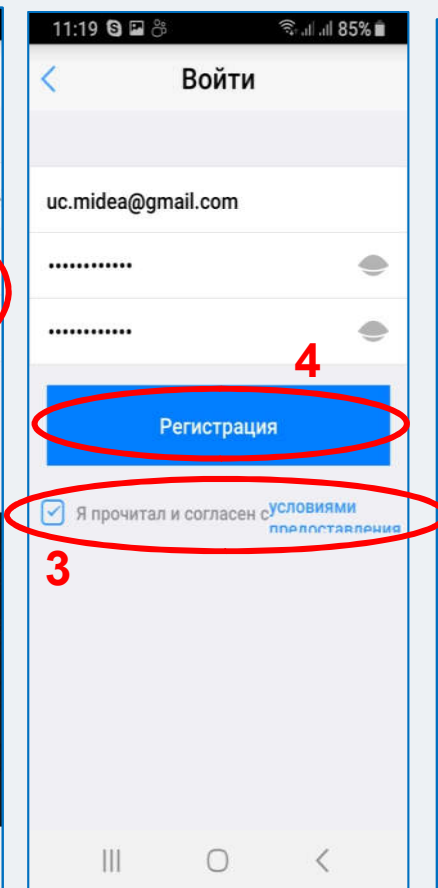 11:19 85%
Войти
uc.midea@gmail.com
••••••••••••
••••••••••••
4
Регистрация
Я прочитал и согласен с условиями
предоставления
3